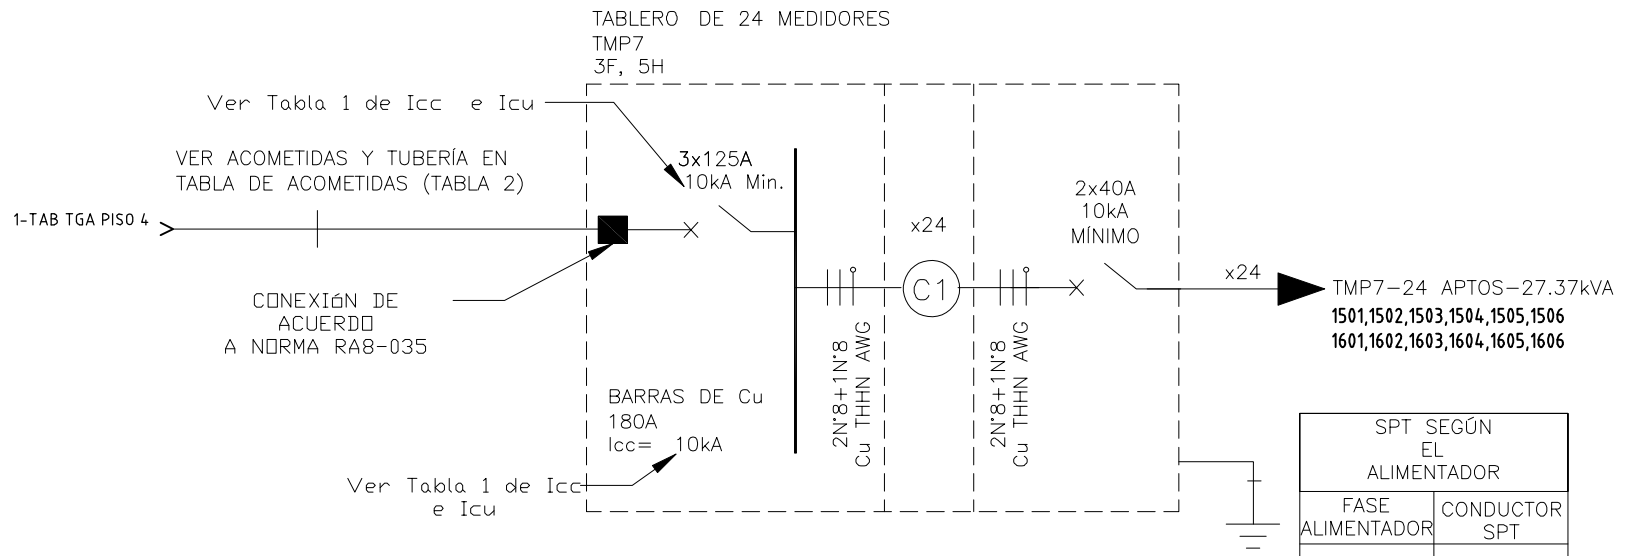 TABLERO DE 24 MEDIDORES
TMP7
3F, 5H
Ver Tabla 1 de Icc e Icu
VER ACOMETIDAS Y TUBERÍA EN
TABLA DE ACOMETIDAS (TABLA 2)
3x125A
10kA Min.
1-TAB TGA PISO 4
CONEXIÓN DE
ACUERDO
A NORMA RA8-035
x24
C1
2x40A
10kA
MÍNIMO
x24
TMP7-24 APTOS-27.37kVA
1501,1502,1503,1504,1505,1506
1601,1602,1603,1604,1605,1606
2N°8+1N°8
Cu THHN AWG
2N°8+1N°8
Cu THHN AWG
BARRAS DE Cu
180A
Icc= 10kA
Ver Tabla 1 de Icc
e Icu
SPT SEGÚN
EL
ALIMENTADOR
FASE
ALIMENTADOR
CONDUCTOR
SPT